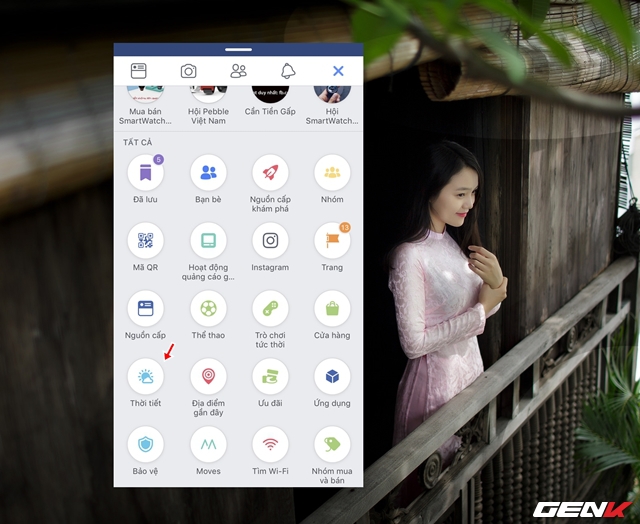 Mua bán Hội Pebble Cần Tiền Gấp Hội
SmartWatch... Việt Nam SmartWatch...
TẤT CẢ
5
Đã lưu Bạn bè Nguồn cấp Nhóm
khám phá
13
Mã QR Hoạt động Instagram Trang
quảng cáo g...
Nguồn cấp Thể thao Trò chơi Cửa hàng
tức thời
Thời tiết Địa điểm Ưu đãi Ứng dụng
gần đây
Bảo vệ Moves Tìm Wi-Fi Nhóm mua
và bán
GENK